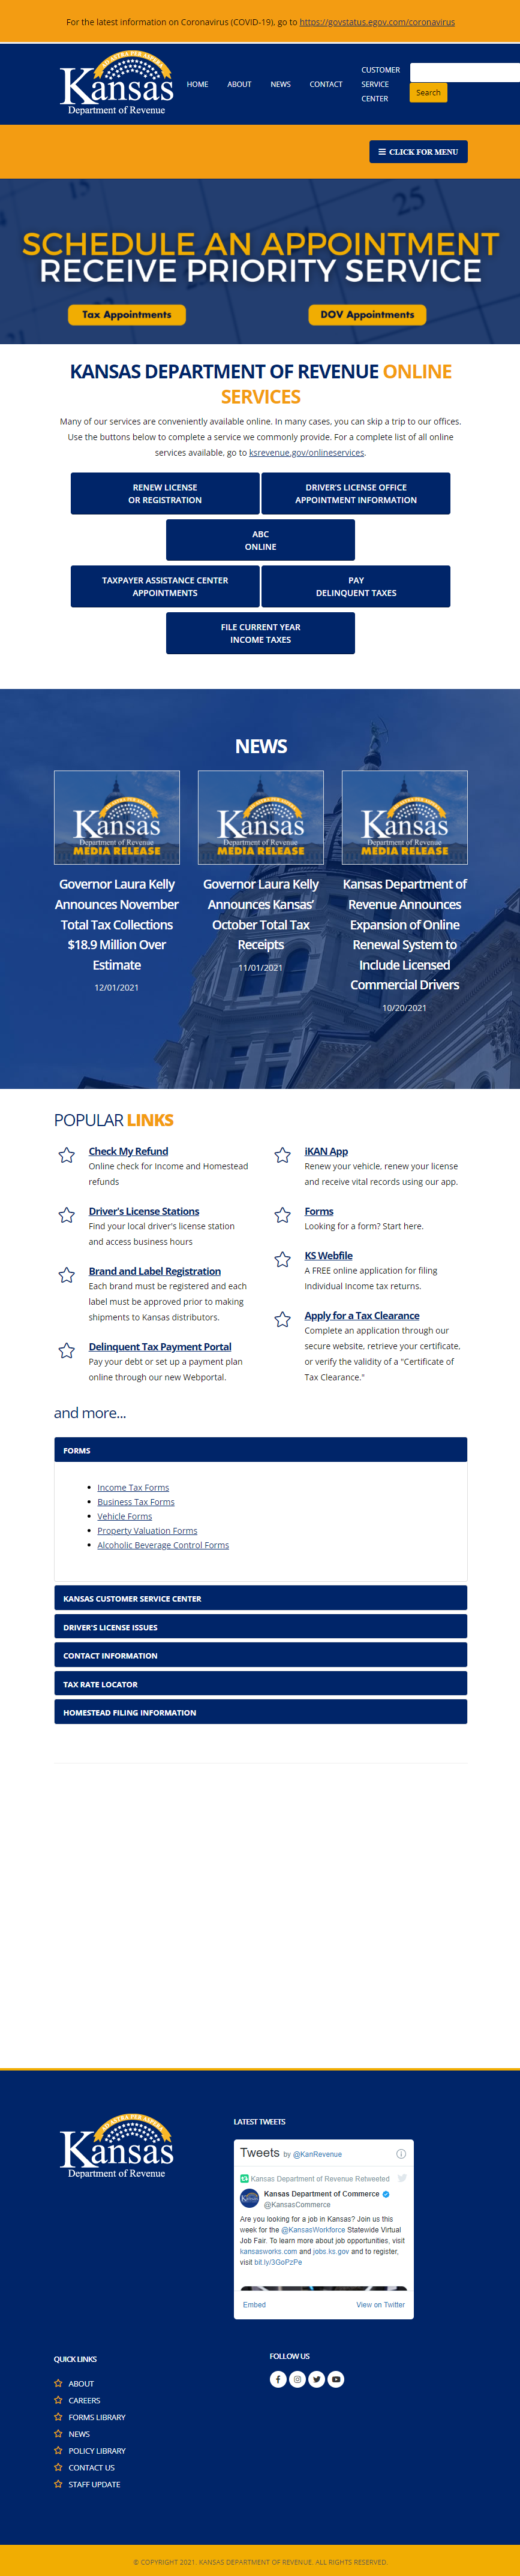 For the latest information on Coronavirus (COVID-19), go to https://govstatus.egov.com/coronavirus
AD ASTRA PER ASPERA
Kansas
Department of Revenue
HOME
ABOUT
NEWS
CONTACT
CUSTOMER
SERVICE
CENTER
Search
CLICK FOR MENU
25
SCHEDULE AN APPOINTMENT
RECEIVE PRIORITY SERVICE
Tax Appointments
DOV Appointments
KANSAS DEPARTMENT OF REVENUE ONLINE
SERVICES
Many of our services are conveniently available online. In many cases, you can skip a trip to our offices.
Use the buttons below to complete a service we commonly provide. For a complete list of all online
services available, go to ksrevenue.gov/onlineservices.
RENEW LICENSE
OR REGISTRATION
DRIVER'S LICENSE OFFICE
APPOINTMENT INFORMATION
ABC
ONLINE
TAXPAYER ASSISTANCE CENTER
APPOINTMENTS
PAY
DELINQUENT TAXES
FILE CURRENT YEAR
INCOME TAXES
NEWS
Kansas
Department of Revenue
MEDIA RELEASE
Kansas
Department of Revenue
MEDIA RELEASE
Kansas
Department of Revenue
MEDIA RELEASE
Governor Laura Kelly
Announces November
Total Tax Collections
$18.9 Million Over
Estimate
12/01/2021
Governor Laura Kelly
Announces Kansas'
October Total Tax
Receipts
11/01/2021
Kansas Department of
Revenue Announces
Expansion of Online
Renewal System to
Include Licensed
Commercial Drivers
10/20/2021
POPULAR LINKS
Check My Refund
Online check for Income and Homestead
refunds
Driver's License Stations
Find your local driver's license station
and access business hours
Brand and Label Registration
Each brand must be registered and each
label must be approved prior to making
shipments to Kansas distributors.
Delinquent Tax Payment Portal
Pay your debt or set up a payment plan
online through our new Webportal.
iKAN App
Renew your vehicle, renew your license
and receive vital records using our app.
Forms
Looking for a form? Start here.
KS Webfile
A FREE online application for filing
Individual Income tax returns.
Apply for a Tax Clearance
Complete an application through our
secure website, retrieve your certificate,
or verify the validity of a "Certificate of
Tax Clearance."
and more...
FORMS
Income Tax Forms
Business Tax Forms
Vehicle Forms
Property Valuation Forms
Alcoholic Beverage Control Forms
KANSAS CUSTOMER SERVICE CENTER
DRIVER'S LICENSE ISSUES
CONTACT INFORMATION
TAX RATE LOCATOR
HOMESTEAD FILING INFORMATION
AD ASTRA PER ASPERA
Kansas
Department of Revenue
LATEST TWEETS
Tweets by @KanRevenue
Kansas Department of Revenue Retweeted
Kansas Department of Commerce
@KansasCommerce
Are you looking for a job in Kansas? Join us this
week for the @KansasWorkforce Statewide Virtual
Job Fair. To learn more about job opportunities, visit
kansasworks.com and jobs.ks.gov and to register,
visit bit.ly/3GoPzPe
Embed
View on Twitter
QUICK LINKS
ABOUT
CAREERS
FORMS LIBRARY
NEWS
POLICY LIBRARY
CONTACT US
STAFF UPDATE
FOLLOW US
© COPYRIGHT 2021. KANSAS DEPARTMENT OF REVENUE. ALL RIGHTS RESERVED.